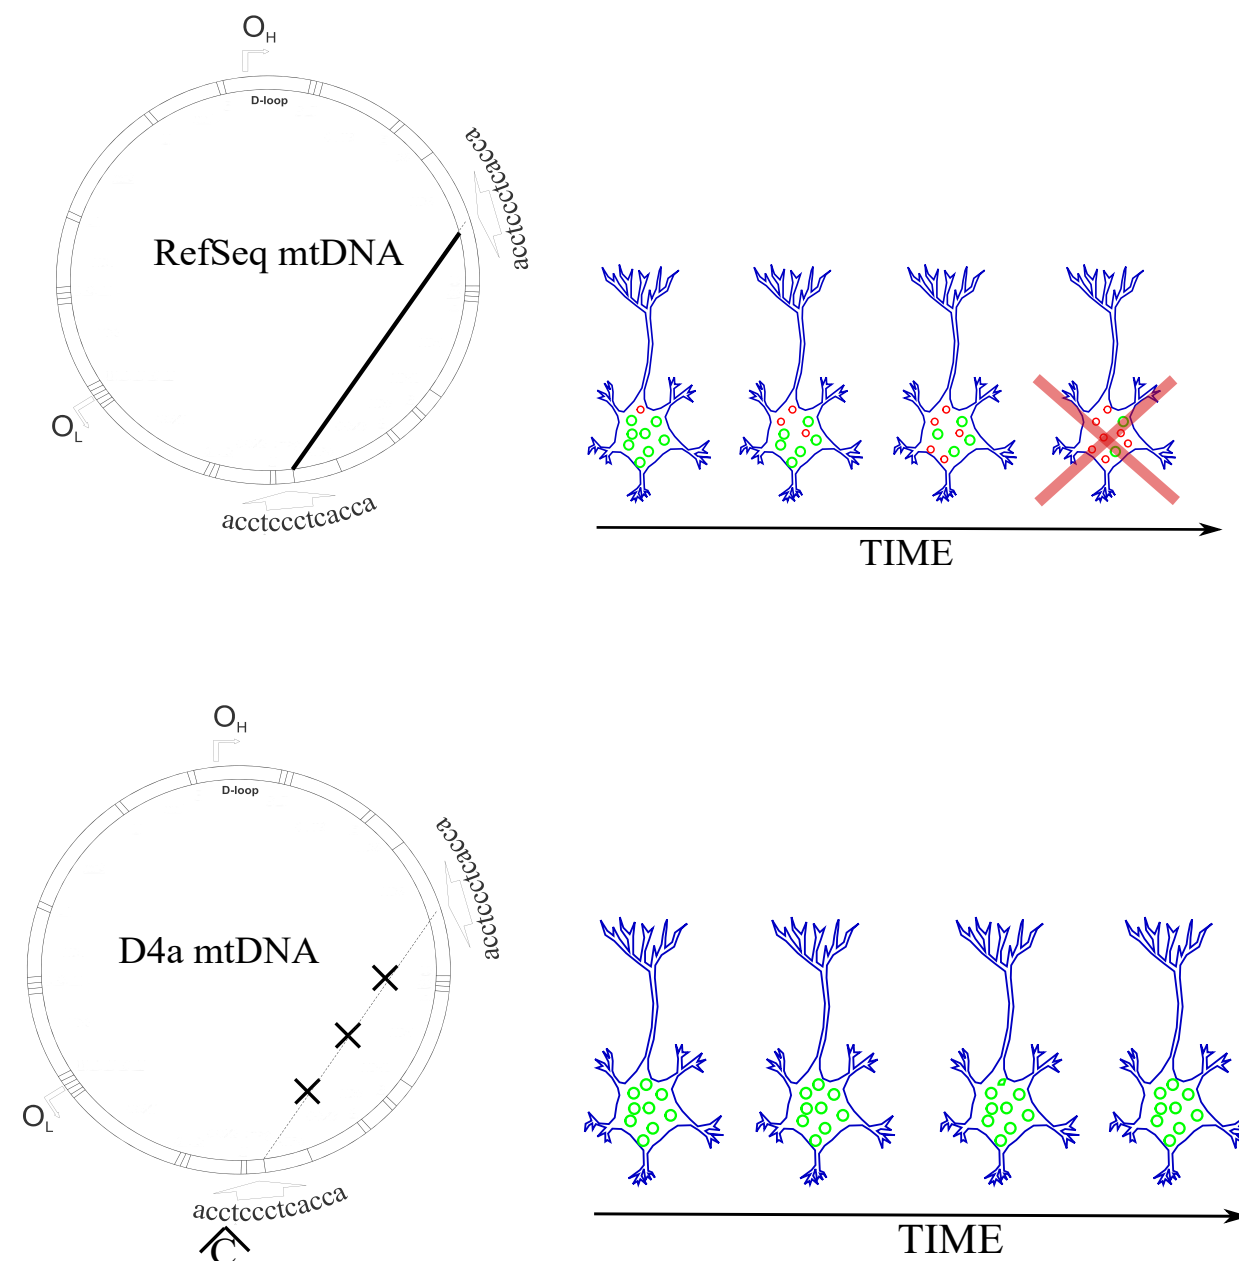 OH
D-loop
acctccctcacca
RefSeq mtDNA
OL
acctccctcacca
TIME
OH
D-loop
acctccctcacca
D4a mtDNA
OL
acctccctcacca
C
TIME